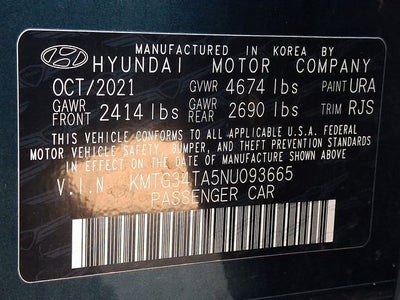 MANUFACTURED IN KOREA BY
HYUNDAI MOTOR COMPANY
OCT/2021 GVWR 4674 lbs PAINT URA
GAWR FRONT 2414 lbs GAWR REAR 2690 lbs TRIM RJS
THIS VEHICLE CONFORMS TO ALL APPLICABLE U.S.A. FEDERAL
MOTOR VEHICLE SAFETY, BUMPER, AND THEFT PREVENTION STANDARDS
IN EFFECT ON THE DATE OF MANUFACTURE SHOWN ABOVE.
V.I.N. KMTG34TA5NU093665
PASSENGER CAR